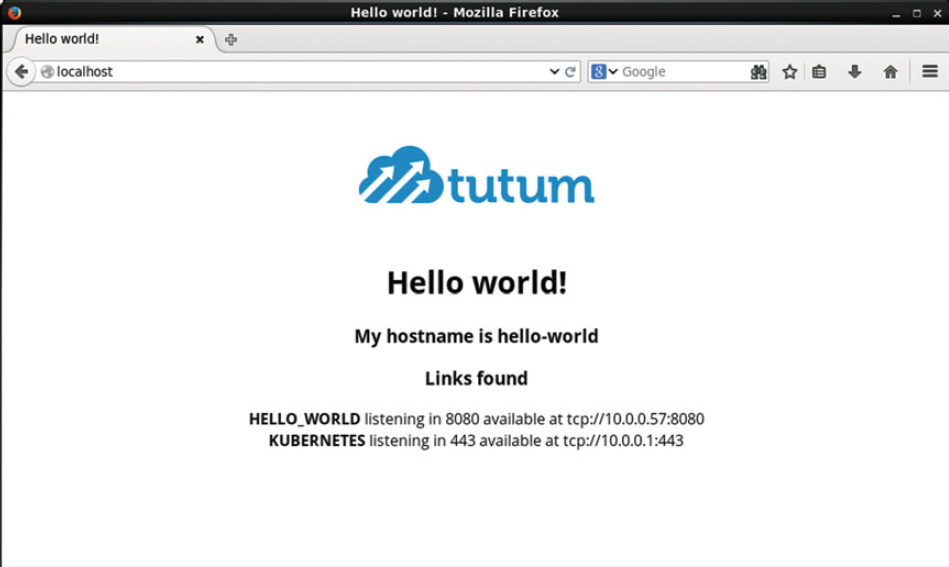 Hello world! - Mozilla Firefox
Hello world!
localhost
8 Google
tutum
Hello world!
My hostname is hello-world
Links found
HELLO_WORLD listening in 8080 available at tcp://10.0.0.57:8080
KUBERNETES listening in 443 available at tcp://10.0.0.1:443